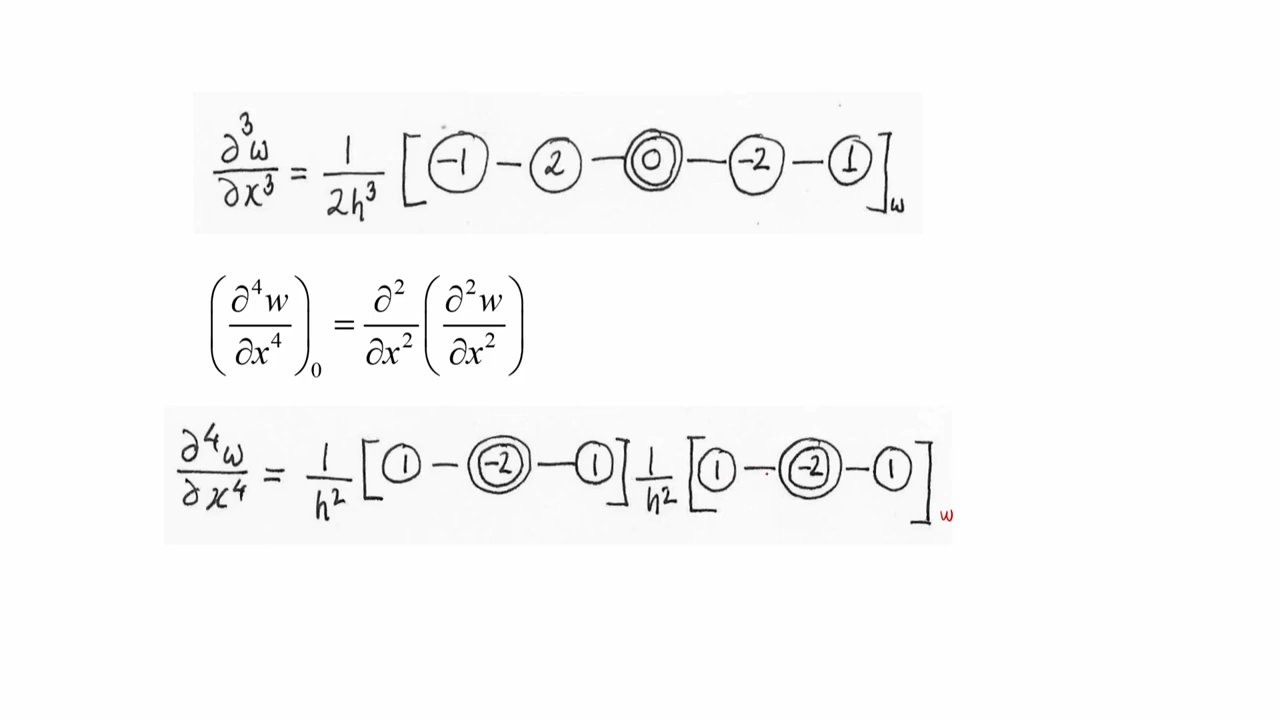 ∂³w/∂x³ = 1/2h³ [ (-1) - (2) - (0) - (-2) - (1) ]w
(∂⁴w/∂x⁴)₀ = ∂²/∂x² (∂²w/∂x²)
∂⁴w/∂x⁴ = 1/h² [ (1) - (-2) - (1) ] 1/h² [ (1) - (-2) - (1) ]w